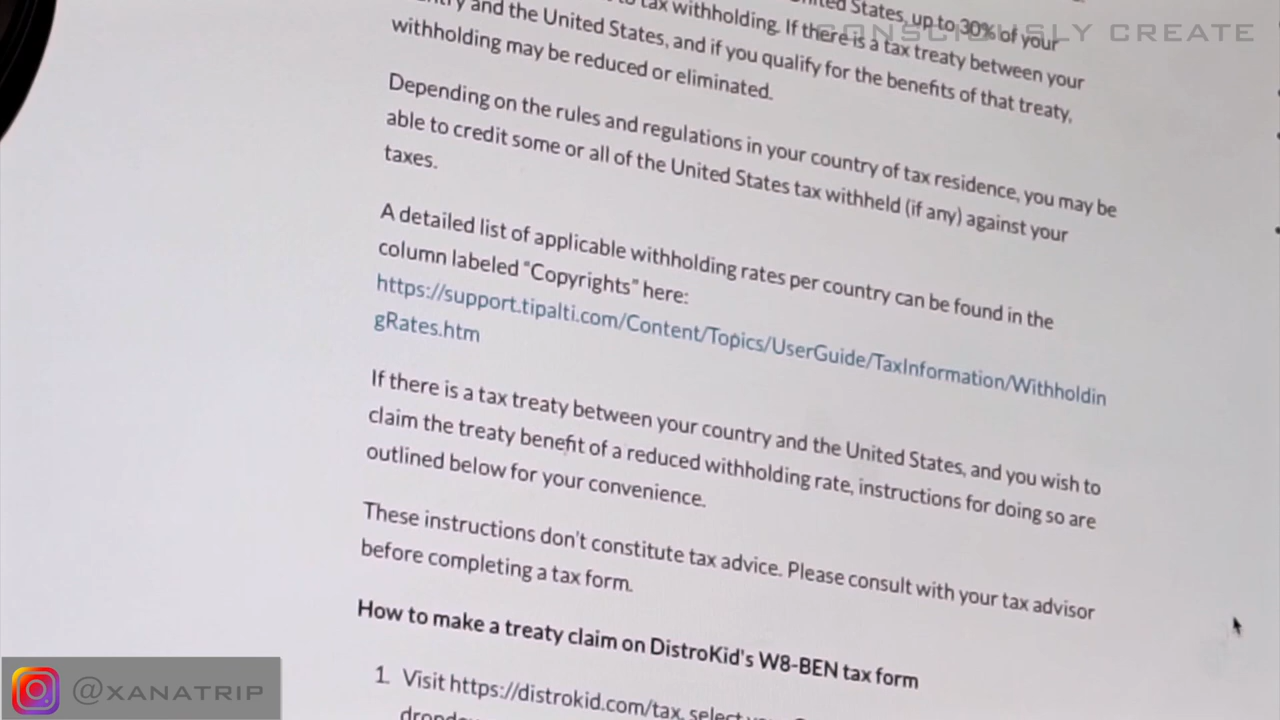 United States, up to 30% of your
to tax withholding. If there is a tax treaty between your
and the United States, and if you qualify for the benefits of that treaty,
withholding may be reduced or eliminated.
Depending on the rules and regulations in your country of tax residence, you may be
able to credit some or all of the United States tax withheld (if any) against your
taxes.
A detailed list of applicable withholding rates per country can be found in the
column labeled “Copyrights” here:
https://support.tipalti.com/Content/Topics/UserGuide/TaxInformation/Withholdin
gRates.htm
If there is a tax treaty between your country and the United States, and you wish to
claim the treaty benefit of a reduced withholding rate, instructions for doing so are
outlined below for your convenience.
These instructions don't constitute tax advice. Please consult with your tax advisor
before completing a tax form.
How to make a treaty claim on DistroKid's W8-BEN tax form
1. Visit https://distrokid.com/tax, select
CONSCIOUSLY CREATE
@XANATRIP